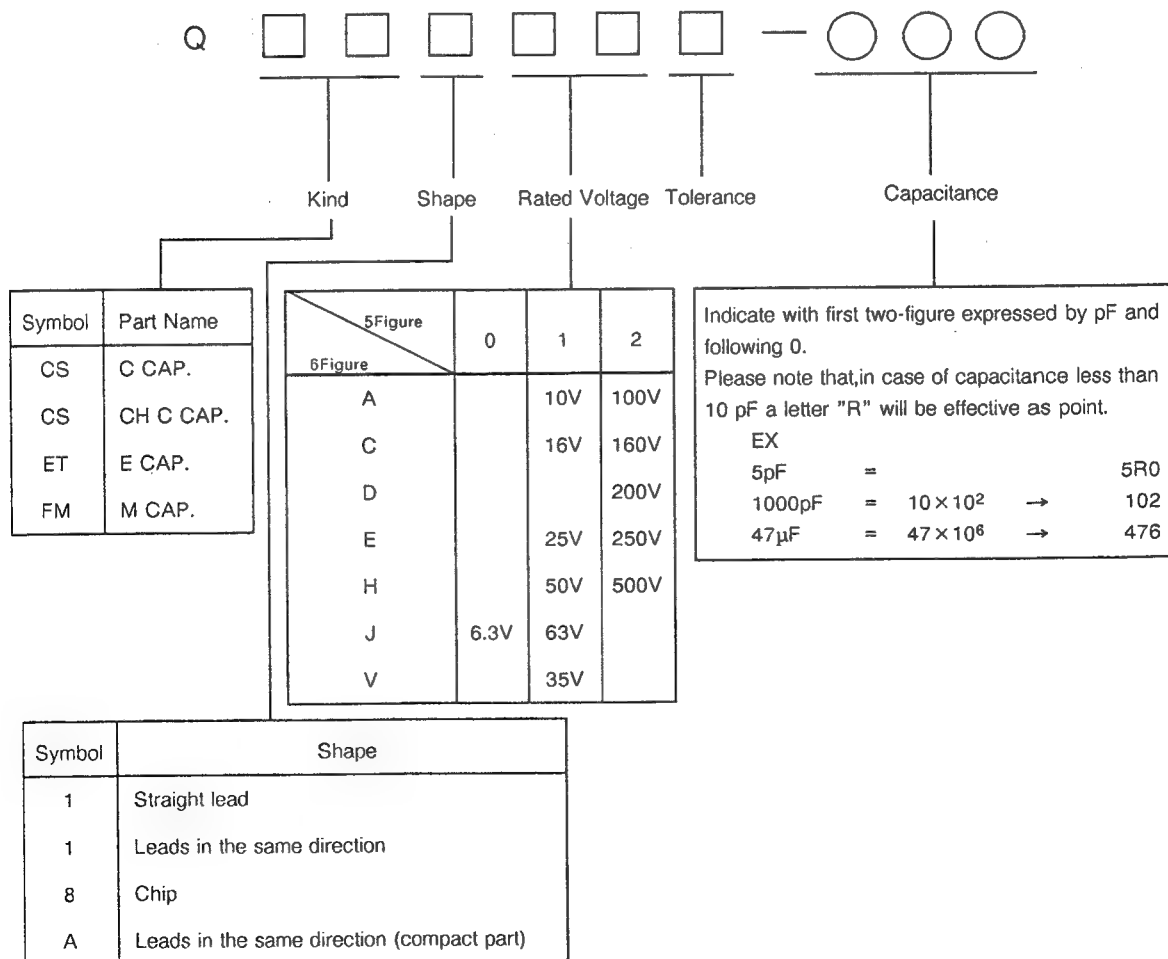 Q —
Kind Shape Rated Voltage Tolerance Capacitance
Symbol Part Name
CS C CAP.
CS CH C CAP.
ET E CAP.
FM M CAP.
5Figure
6Figure
0 1 2
A 10V 100V
C 16V 160V
D 200V
E 25V 250V
H 50V 500V
J 6.3V 63V
V 35V
Indicate with first two-figure expressed by pF and
following 0.
Please note that,in case of capacitance less than
10 pF a letter "R" will be effective as point.
EX
5pF = 5R0
1000pF = 10×10² → 102
47µF = 47×10⁶ → 476
Symbol Shape
1 Straight lead
1 Leads in the same direction
8 Chip
A Leads in the same direction (compact part)